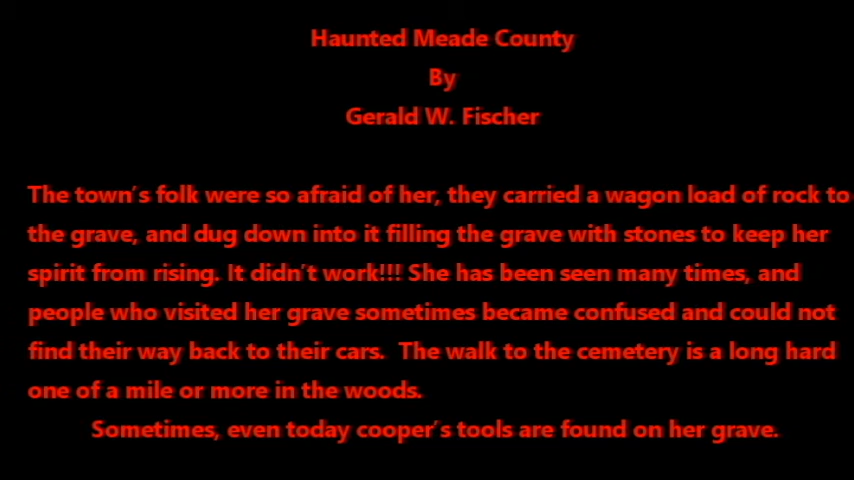 Haunted Meade County
By
Gerald W. Fischer
The town's folk were so afraid of her, they carried a wagon load of rock to
the grave, and dug down into it filling the grave with stones to keep her
spirit from rising. It didn't work!!! She has been seen many times, and
people who visited her grave sometimes became confused and could not
find their way back to their cars.  The walk to the cemetery is a long hard
one of a mile or more in the woods.
Sometimes, even today cooper's tools are found on her grave.